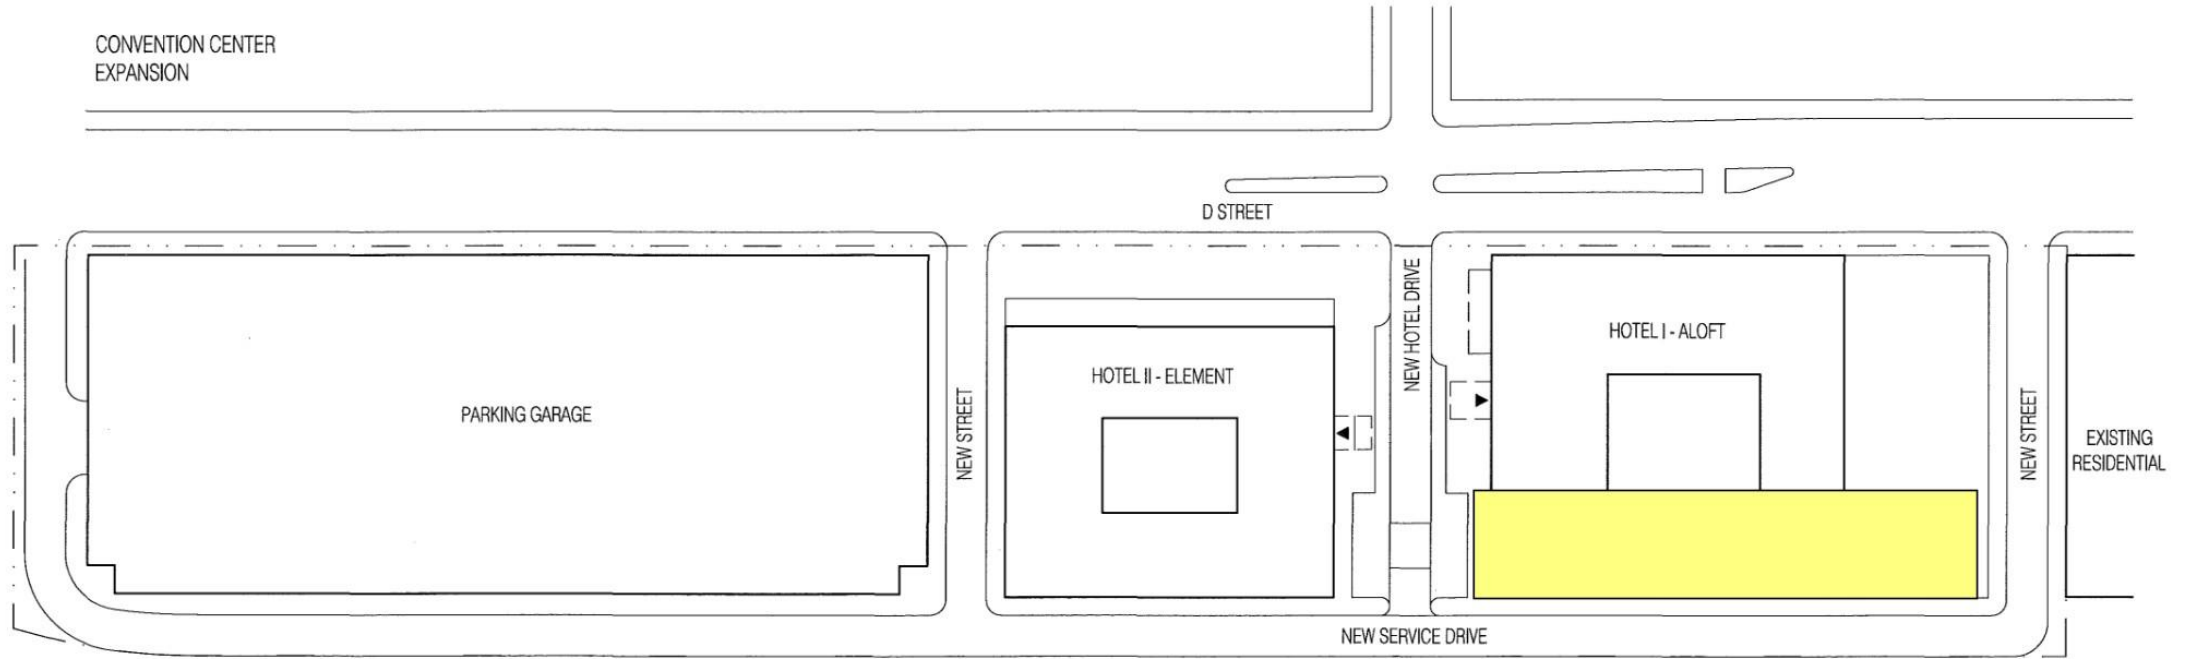 CONVENTION CENTER
EXPANSION
D STREET
NEW HOTEL DRIVE
HOTEL I - ALOFT
HOTEL II - ELEMENT
PARKING GARAGE
NEW STREET
NEW STREET
EXISTING
RESIDENTIAL
NEW SERVICE DRIVE